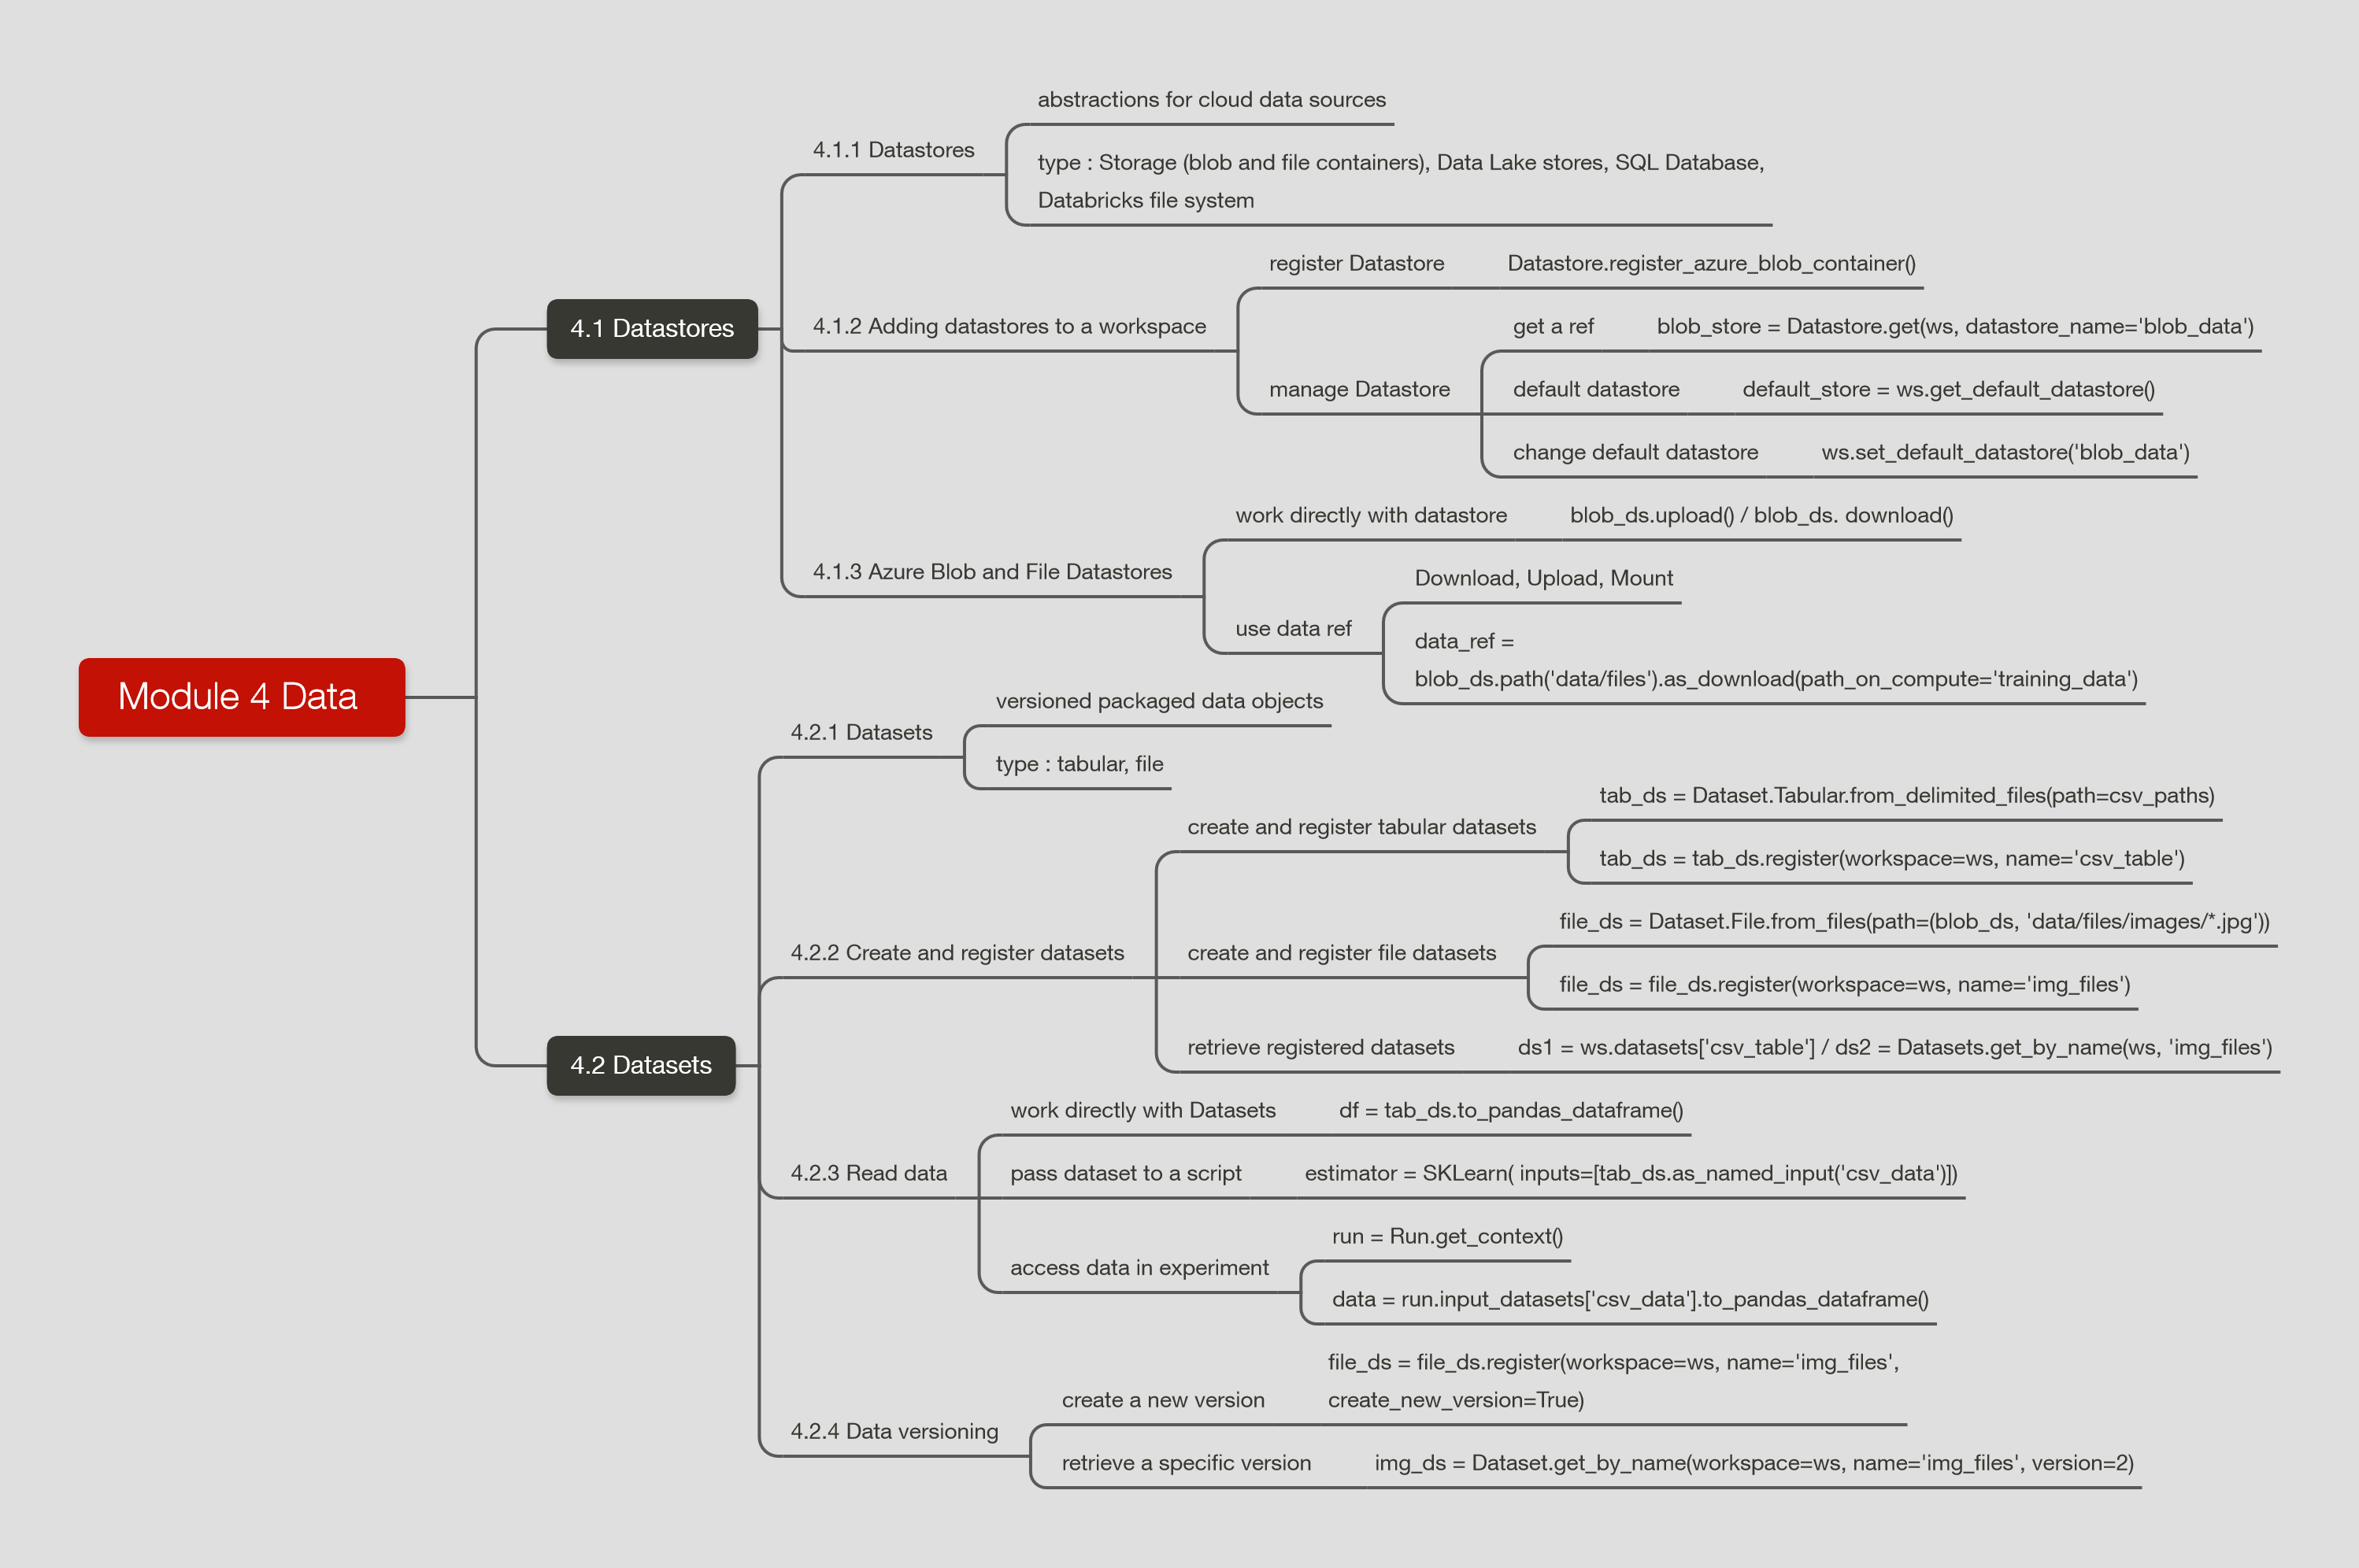 Module 4 Data
4.1 Datastores
4.1.1 Datastores
abstractions for cloud data sources
type : Storage (blob and file containers), Data Lake stores, SQL Database,
Databricks file system
4.1.2 Adding datastores to a workspace
register Datastore
Datastore.register_azure_blob_container()
manage Datastore
get a ref
blob_store = Datastore.get(ws, datastore_name='blob_data')
default datastore
default_store = ws.get_default_datastore()
change default datastore
ws.set_default_datastore('blob_data')
4.1.3 Azure Blob and File Datastores
work directly with datastore
blob_ds.upload() / blob_ds. download()
use data ref
Download, Upload, Mount
data_ref =
blob_ds.path('data/files').as_download(path_on_compute='training_data')
4.2 Datasets
4.2.1 Datasets
versioned packaged data objects
type : tabular, file
4.2.2 Create and register datasets
create and register tabular datasets
tab_ds = Dataset.Tabular.from_delimited_files(path=csv_paths)
tab_ds = tab_ds.register(workspace=ws, name='csv_table')
create and register file datasets
file_ds = Dataset.File.from_files(path=(blob_ds, 'data/files/images/*.jpg'))
file_ds = file_ds.register(workspace=ws, name='img_files')
retrieve registered datasets
ds1 = ws.datasets['csv_table'] / ds2 = Datasets.get_by_name(ws, 'img_files')
4.2.3 Read data
work directly with Datasets
df = tab_ds.to_pandas_dataframe()
pass dataset to a script
estimator = SKLearn( inputs=[tab_ds.as_named_input('csv_data')])
access data in experiment
run = Run.get_context()
data = run.input_datasets['csv_data'].to_pandas_dataframe()
4.2.4 Data versioning
create a new version
file_ds = file_ds.register(workspace=ws, name='img_files',
create_new_version=True)
retrieve a specific version
img_ds = Dataset.get_by_name(workspace=ws, name='img_files', version=2)